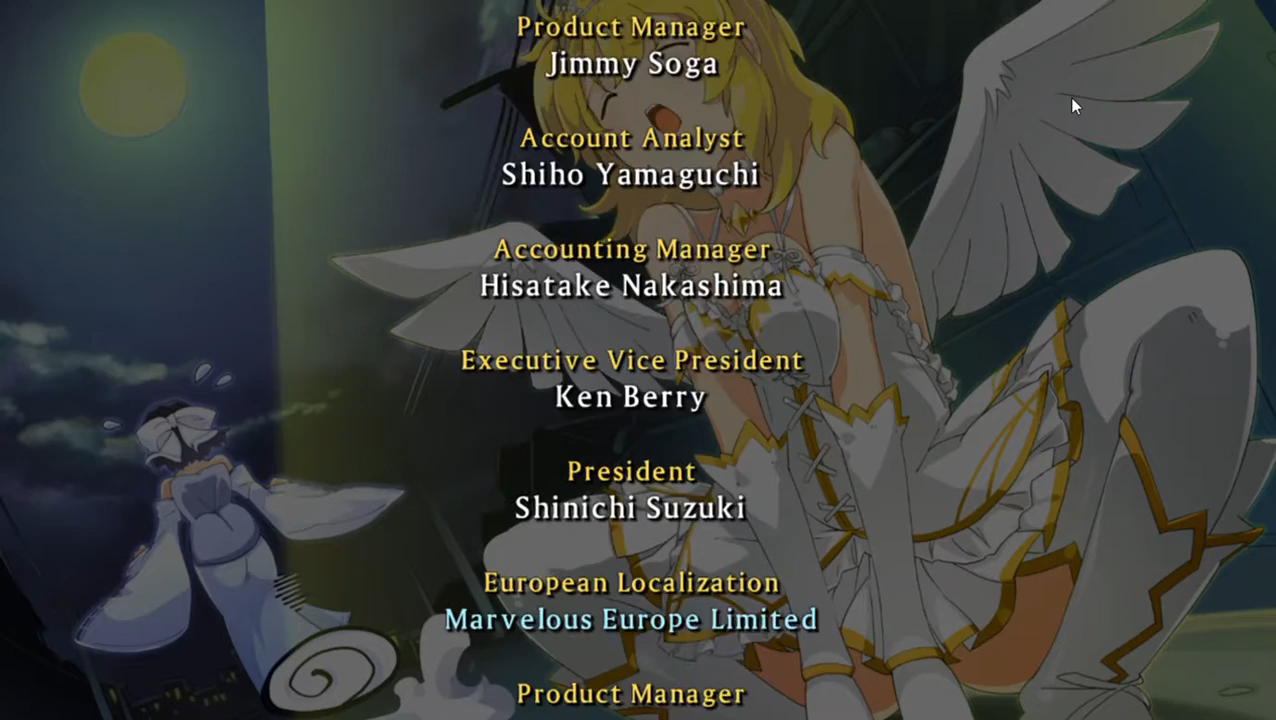 Product Manager
Jimmy Soga
Account Analyst
Shiho Yamaguchi
Accounting Manager
Hisatake Nakashima
Executive Vice President
Ken Berry
President
Shinichi Suzuki
European Localization
Marvelous Europe Limited
Product Manager